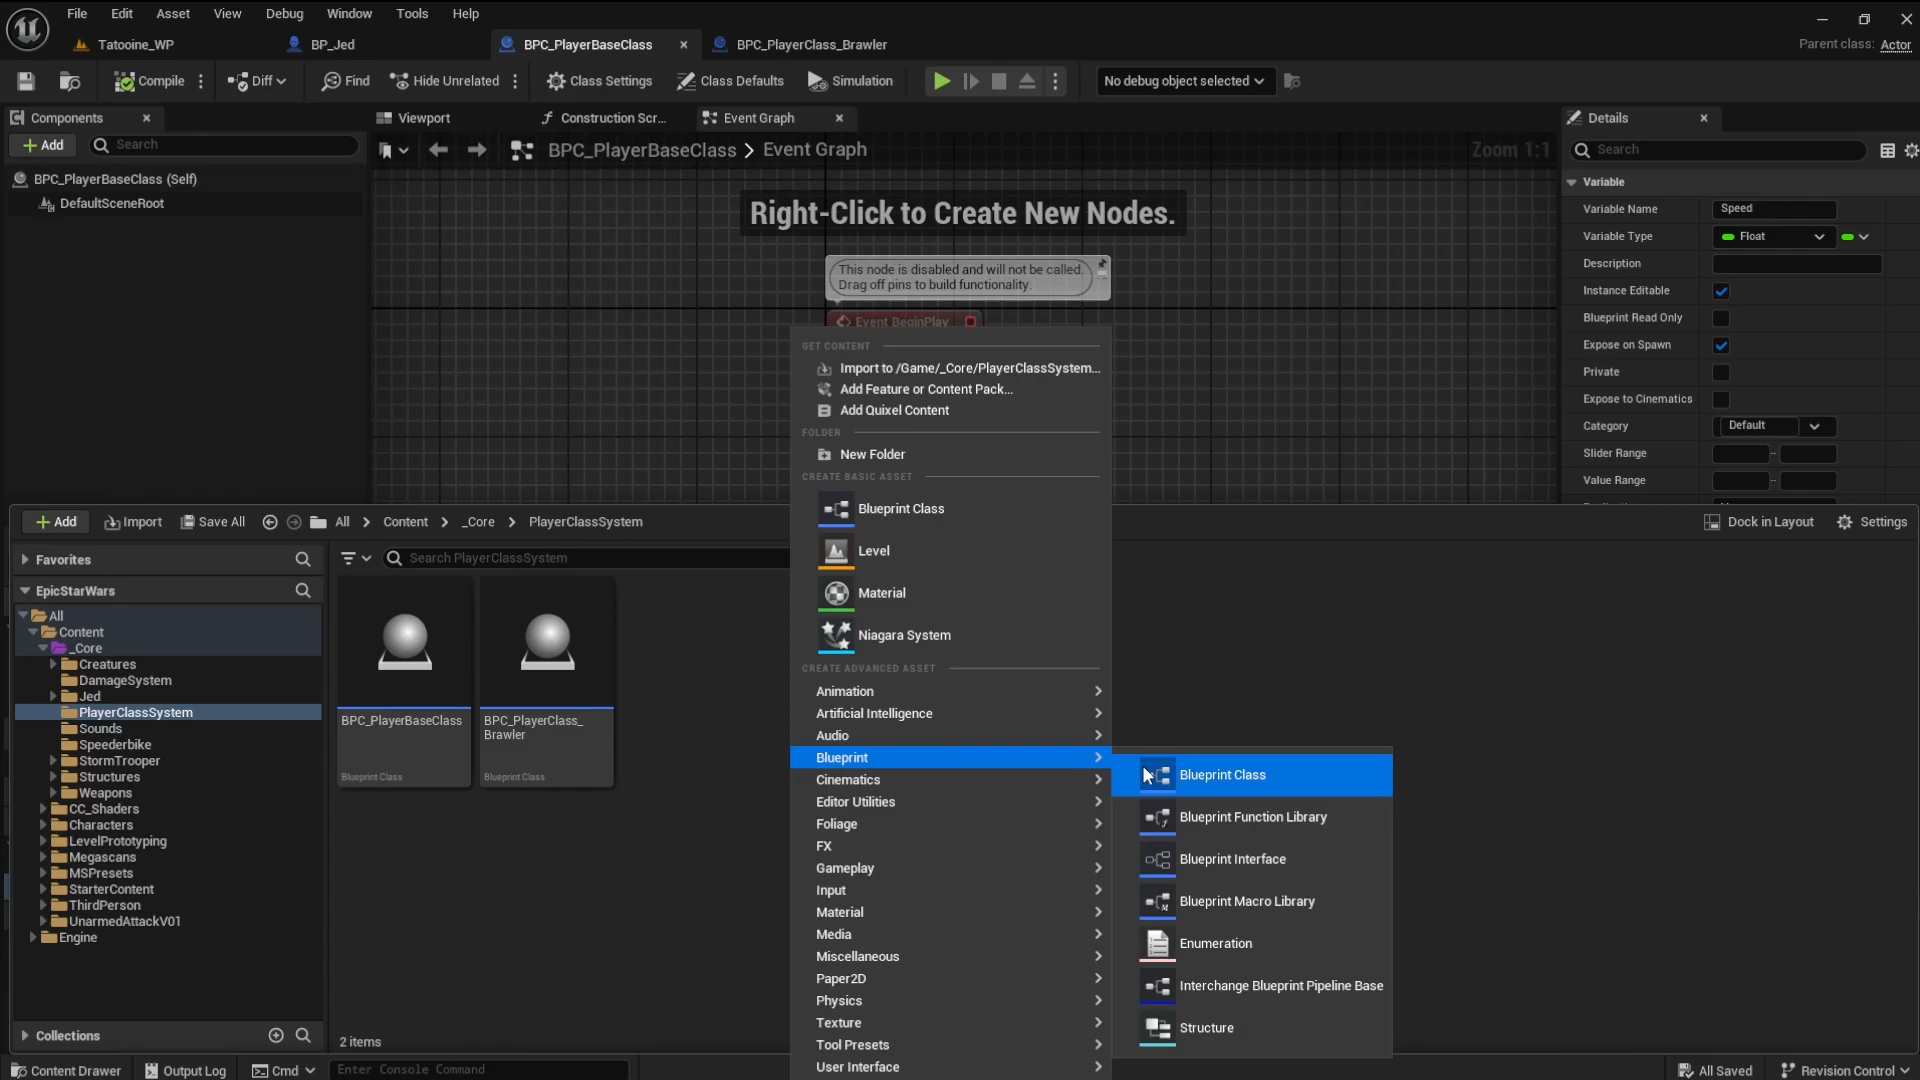 File Edit Asset View Debug Window Tools Help
Tatooine_WP
BP_Jed
BPC_PlayerBaseClass
BPC_PlayerClass_Brawler
Parent class: Actor
Compile
Diff
Find
Hide Unrelated
Class Settings
Class Defaults
Simulation
No debug object selected
Components
Viewport
Construction Scr...
Event Graph
Details
Add
Search
BPC_PlayerBaseClass > Event Graph
Zoom 1:1
Search
BPC_PlayerBaseClass (Self)
DefaultSceneRoot
Right-Click to Create New Nodes.
This node is disabled and will not be called.
Drag off pins to build functionality.
Event BeginPlay
Variable
Variable Name Speed
Variable Type Float
Description
Instance Editable
Blueprint Read Only
Expose on Spawn
Private
Expose to Cinematics
Category Default
Slider Range
Value Range
GET CONTENT
Import to /Game/_Core/PlayerClassSystem...
Add Feature or Content Pack...
Add Quixel Content
FOLDER
New Folder
CREATE BASIC ASSET
Blueprint Class
Level
Material
Niagara System
CREATE ADVANCED ASSET
Animation
Artificial Intelligence
Audio
Blueprint
Cinematics
Editor Utilities
Foliage
FX
Gameplay
Input
Material
Media
Miscellaneous
Paper2D
Physics
Texture
Tool Presets
User Interface
Blueprint Class
Blueprint Function Library
Blueprint Interface
Blueprint Macro Library
Enumeration
Interchange Blueprint Pipeline Base
Structure
Add
Import
Save All
All > Content > _Core > PlayerClassSystem
Dock in Layout
Settings
Favorites
EpicStarWars
All
Content
_Core
Creatures
DamageSystem
Jed
PlayerClassSystem
Sounds
Speederbike
StormTrooper
Structures
Weapons
CC_Shaders
Characters
LevelPrototyping
Megascans
MSPresets
StarterContent
ThirdPerson
UnarmedAttackV01
Engine
Collections
Search PlayerClassSystem
BPC_PlayerBaseClass
Blueprint Class
BPC_PlayerClass_
Brawler
Blueprint Class
2 items
Content Drawer
Output Log
Cmd
Enter Console Command
All Saved
Revision Control